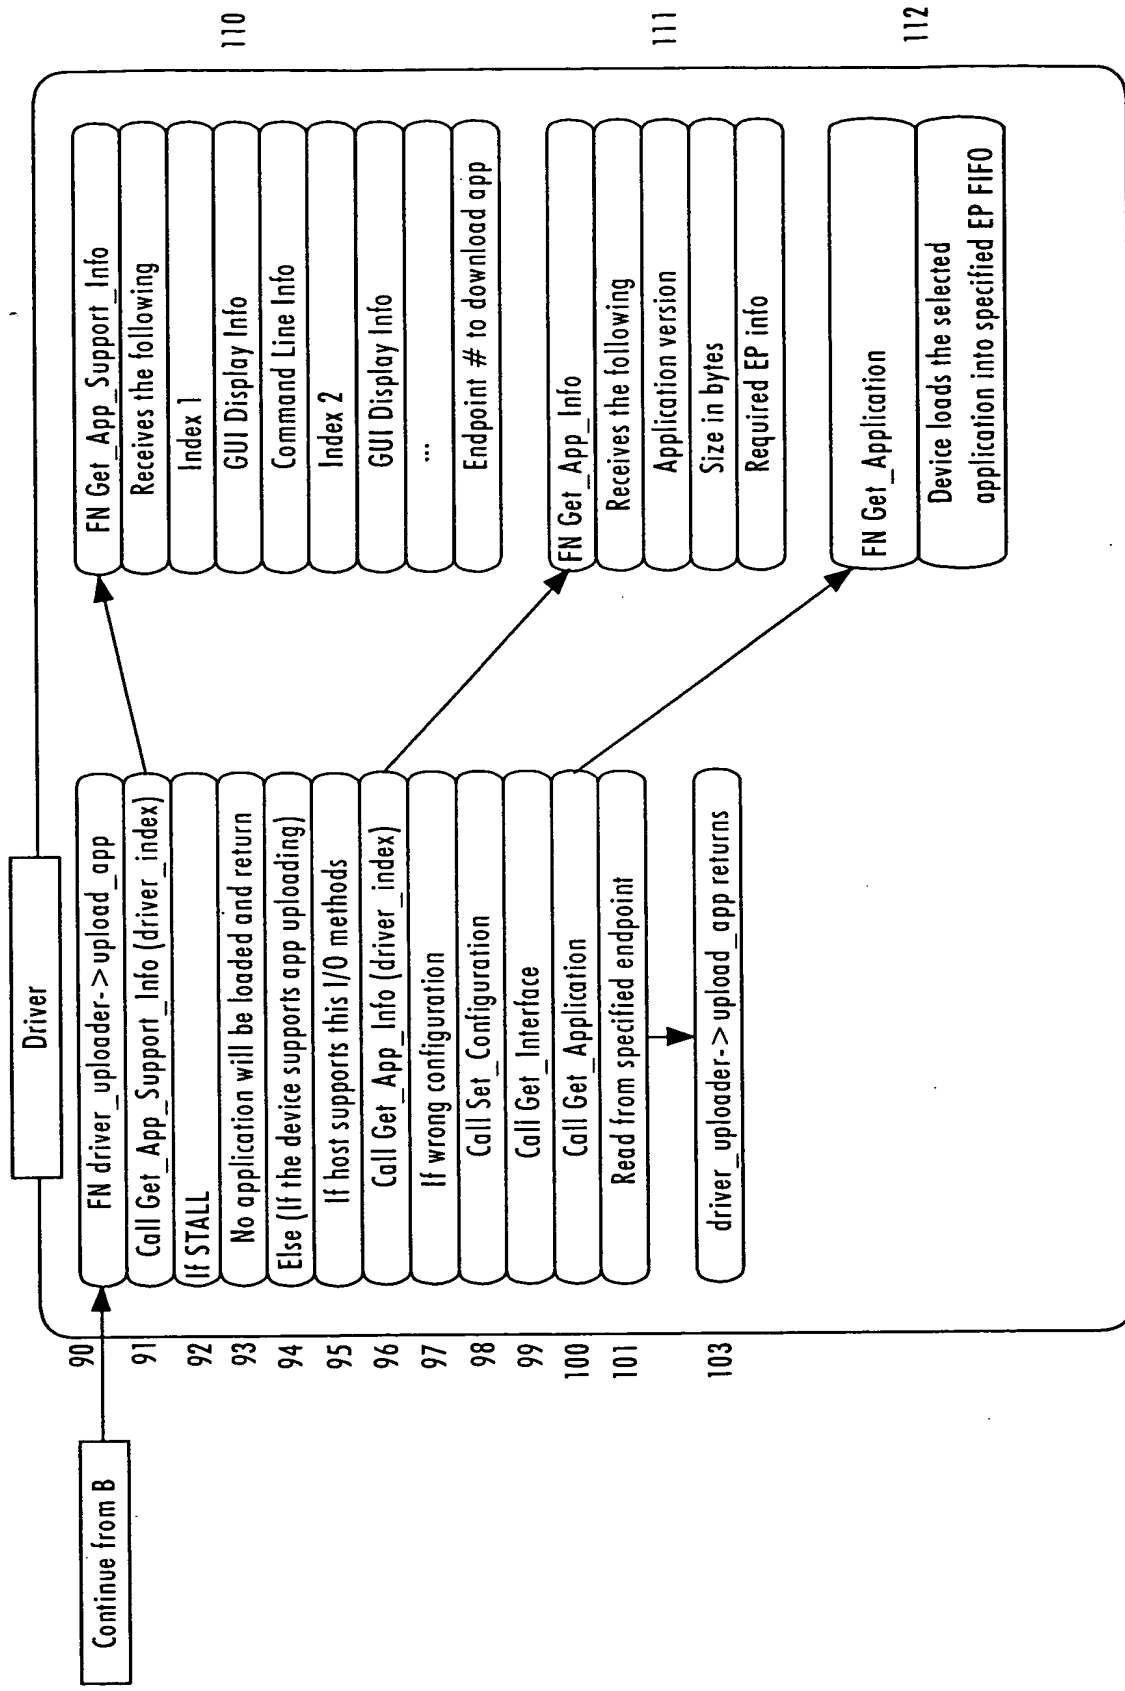 Driver
Continue from B
90
FN driver_uploader-> upload_app
91
Call Get_App_Support_Info (driver_index)
92
If STALL
93
No application will be loaded and return
94
Else (If the device supports app uploading)
95
If host supports this I/O methods
96
Call Get_App_Info (driver_index)
97
If wrong configuration
98
Call Set_Configuration
99
Call Get_Interface
100
Call Get_Application
101
Read from specified endpoint
103
driver_uploader-> upload_app returns
FN Get_App_Support_Info
Receives the following
Index 1
GUI Display Info
Command Line Info
Index 2
GUI Display Info
...
Endpoint # to download app
110
FN Get_App_Info
Receives the following
Application version
Size in bytes
Required EP info
111
FN Get_Application
Device loads the selected
application into specified EP FIFO
112